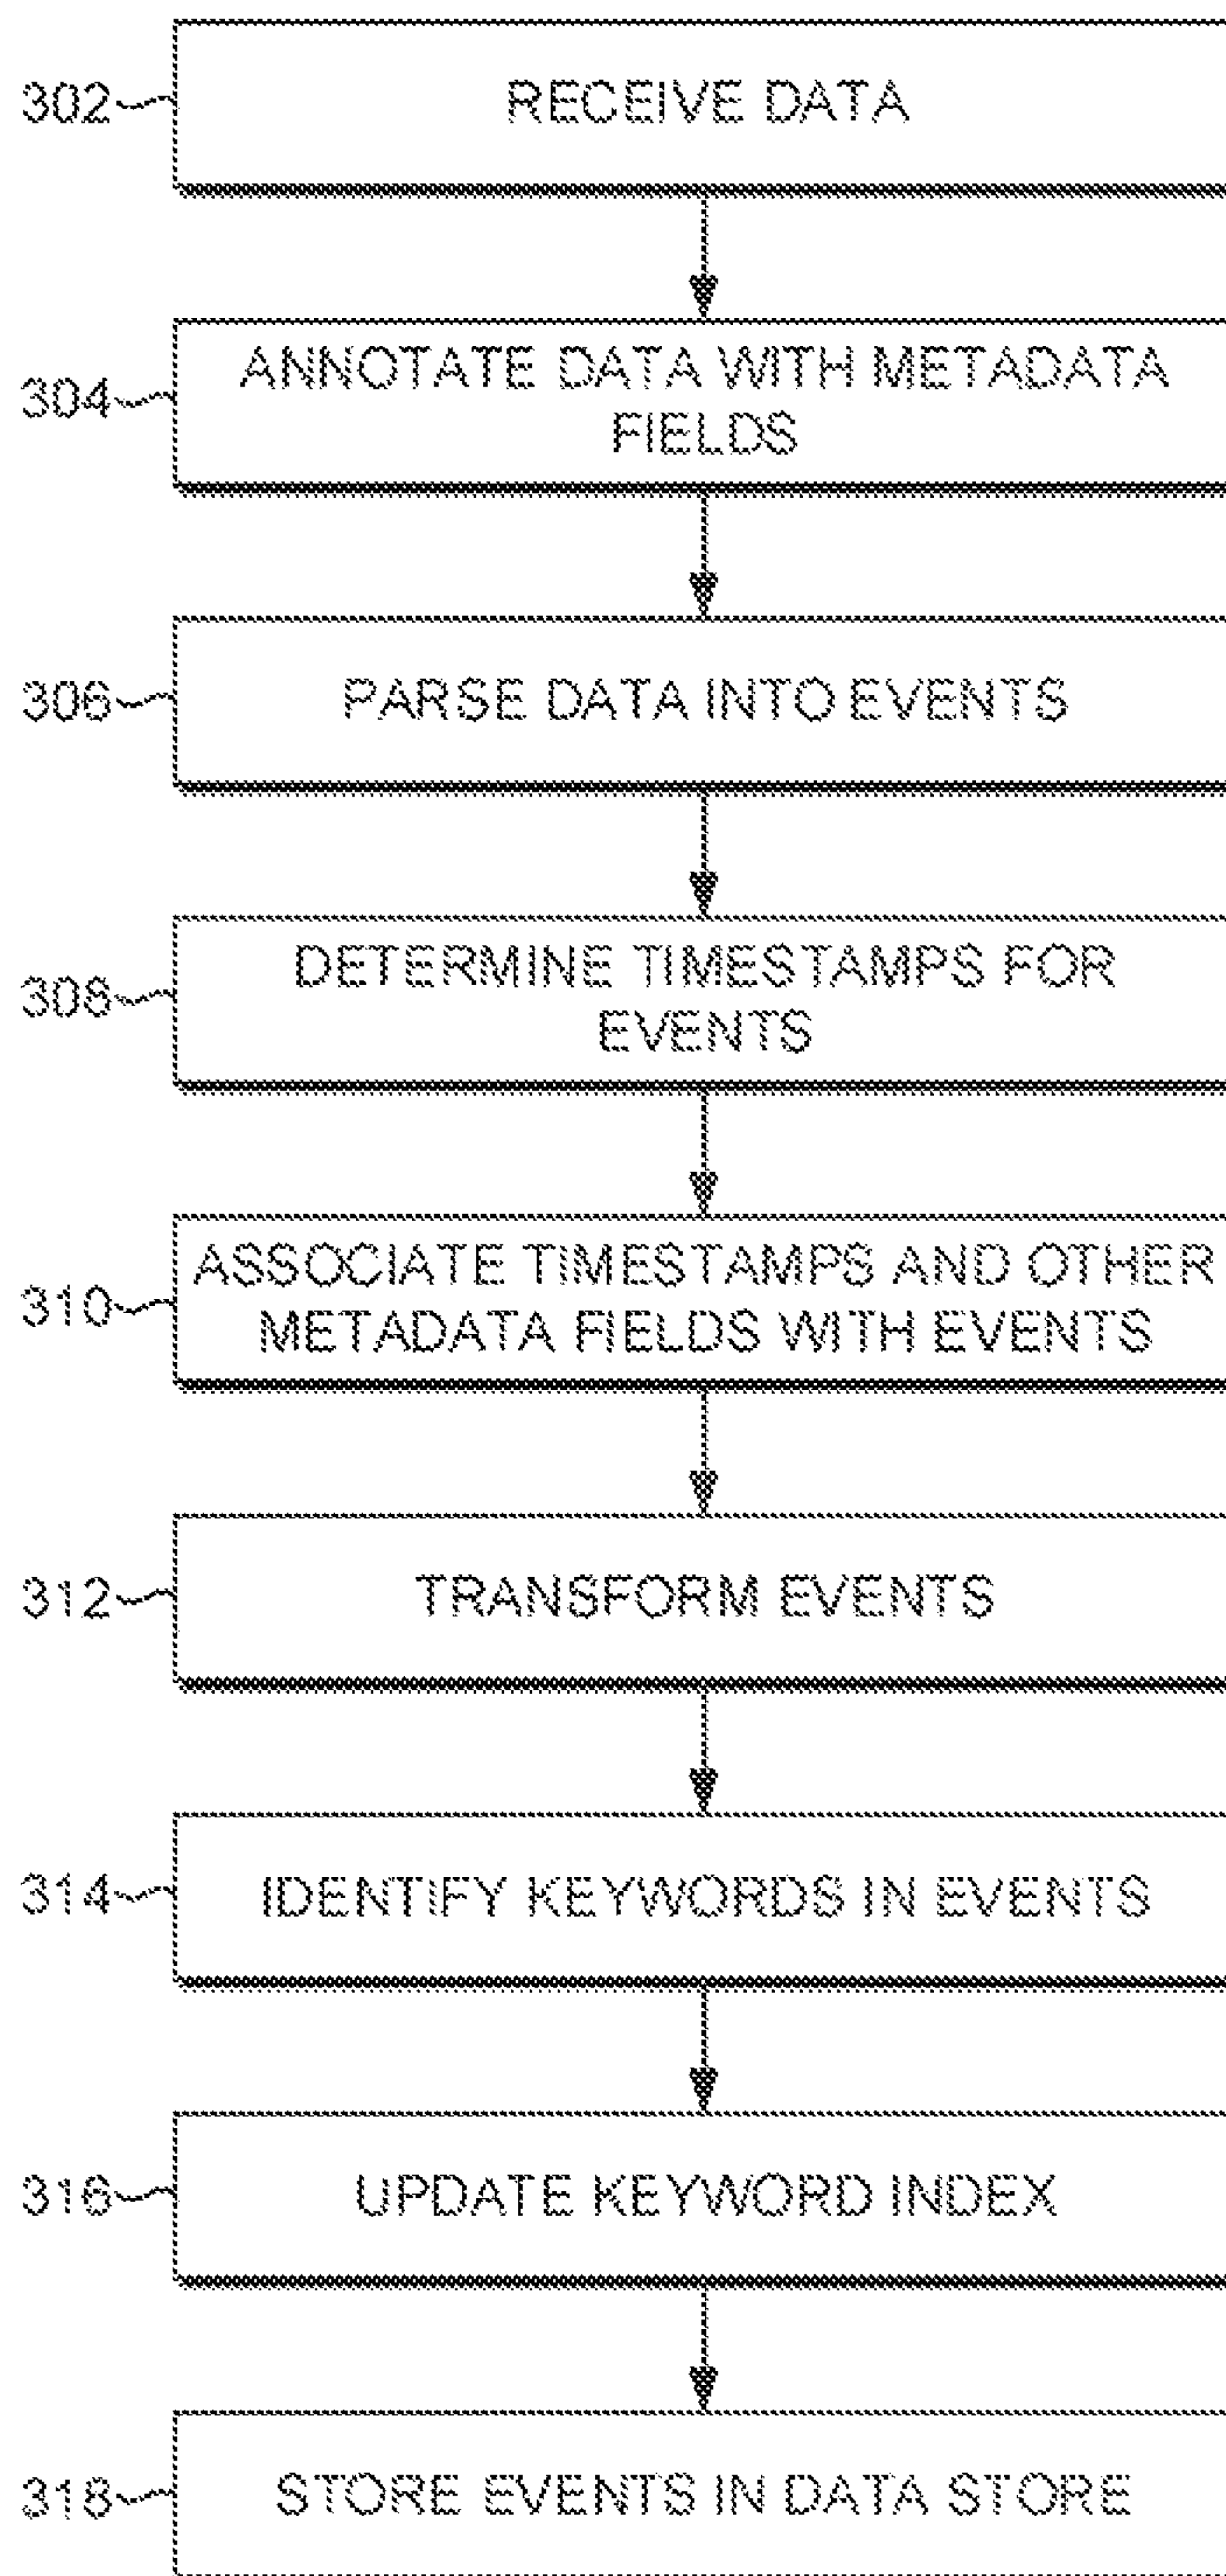 302
RECEIVE DATA
304
ANNOTATE DATA WITH METADATA
FIELDS
306
PARSE DATA INTO EVENTS
308
DETERMINE TIMESTAMPS FOR
EVENTS
310
ASSOCIATE TIMESTAMPS AND OTHER
METADATA FIELDS WITH EVENTS
312
TRANSFORM EVENTS
314
IDENTIFY KEYWORDS IN EVENTS
316
UPDATE KEYWORD INDEX
318
STORE EVENTS IN DATA STORE